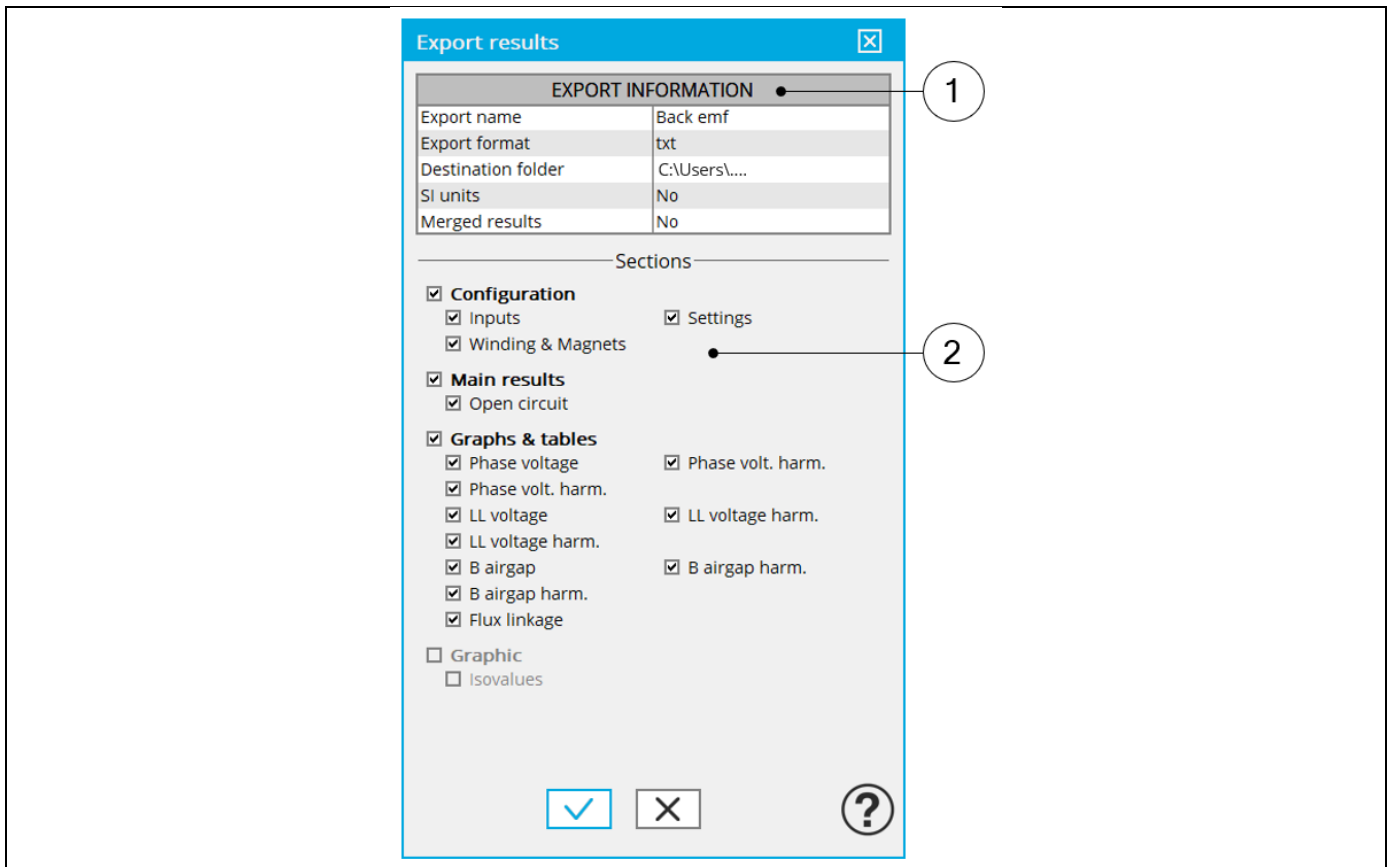 Export results
EXPORT INFORMATION
1
Export name Back emf
Export format txt
Destination folder C:\Users\....
SI units No
Merged results No
Sections
Configuration
Inputs Settings
Winding & Magnets
2
Main results
Open circuit
Graphs & tables
Phase voltage Phase volt. harm.
Phase volt. harm.
LL voltage LL voltage harm.
LL voltage harm.
B airgap B airgap harm.
B airgap harm.
Flux linkage
Graphic
Isovalues
?